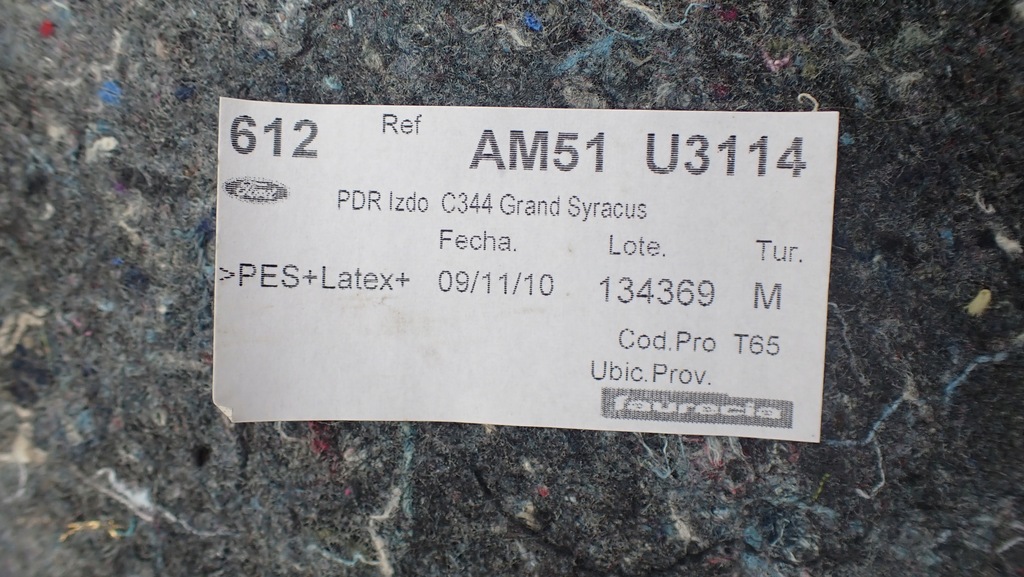 612 Ref AM51 U3114
Ford
PDR Izdo C344 Grand Syracus
Fecha. Lote. Tur.
>PES+Latex+ 09/11/10 134369 M
Cod.Pro T65
Ubic.Prov.
faurecia